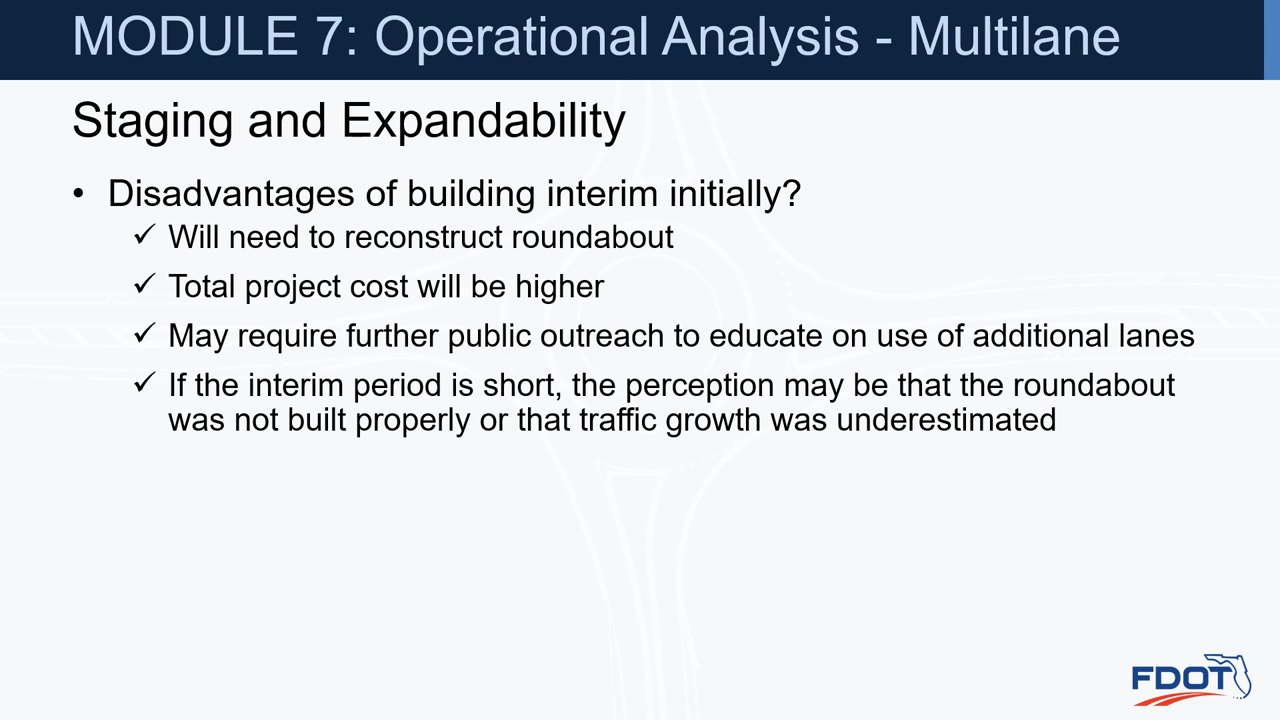 MODULE 7: Operational Analysis - Multilane
Staging and Expandability
• Disadvantages of building interim initially?
✓ Will need to reconstruct roundabout
✓ Total project cost will be higher
✓ May require further public outreach to educate on use of additional lanes
✓ If the interim period is short, the perception may be that the roundabout
was not built properly or that traffic growth was underestimated
FDOT